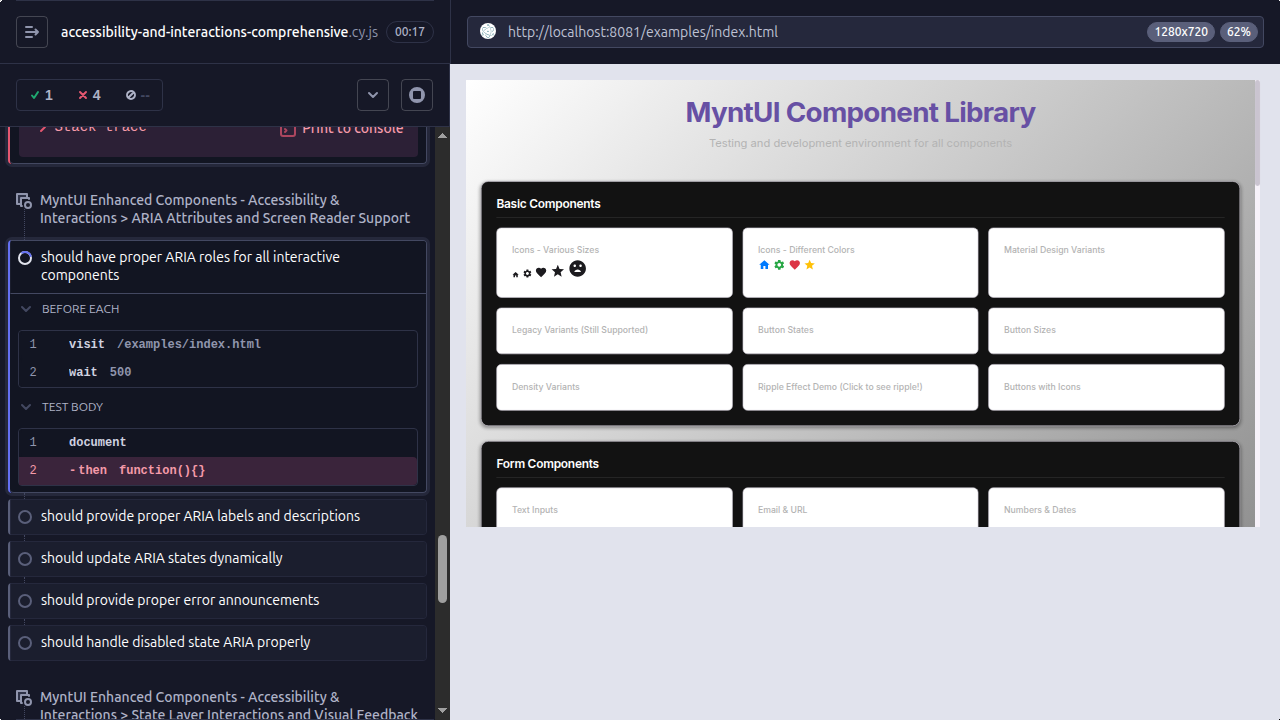 accessibility-and-interactions-comprehensive.cy.js 00:17
1 4 --
Stack trace Print to console
MyntUI Enhanced Components - Accessibility &
Interactions > ARIA Attributes and Screen Reader Support
should have proper ARIA roles for all interactive
components
BEFORE EACH
1 visit /examples/index.html
2 wait 500
TEST BODY
1 document
2 -then function(){}
should provide proper ARIA labels and descriptions
should update ARIA states dynamically
should provide proper error announcements
should handle disabled state ARIA properly
MyntUI Enhanced Components - Accessibility &
Interactions > State Layer Interactions and Visual Feedback
http://localhost:8081/examples/index.html 1280x720 62%
MyntUI Component Library
Testing and development environment for all components
Basic Components
Icons - Various Sizes
Icons - Different Colors
Material Design Variants
Legacy Variants (Still Supported)
Button States
Button Sizes
Density Variants
Ripple Effect Demo (Click to see ripple!)
Buttons with Icons
Form Components
Text Inputs
Email & URL
Numbers & Dates